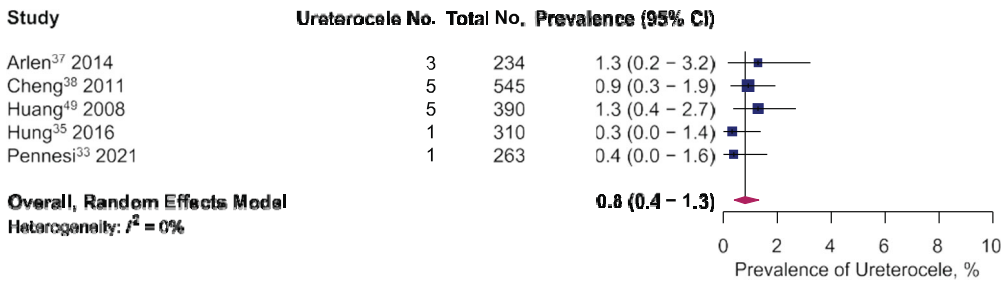 Study Ureterocele No. Total No. Prevalence (95% CI)
Arlen37 2014 3 234 1.3 (0.2 − 3.2)
Cheng38 2011 5 545 0.9 (0.3 − 1.9)
Huang49 2008 5 390 1.3 (0.4 − 2.7)
Hung35 2016 1 310 0.3 (0.0 − 1.4)
Pennesi33 2021 1 263 0.4 (0.0 − 1.6)
Overall, Random Effects Model 0.8 (0.4 − 1.3)
Heterogeneity: I² = 0%
0 2 4 6 8 10
Prevalence of Ureterocele, %